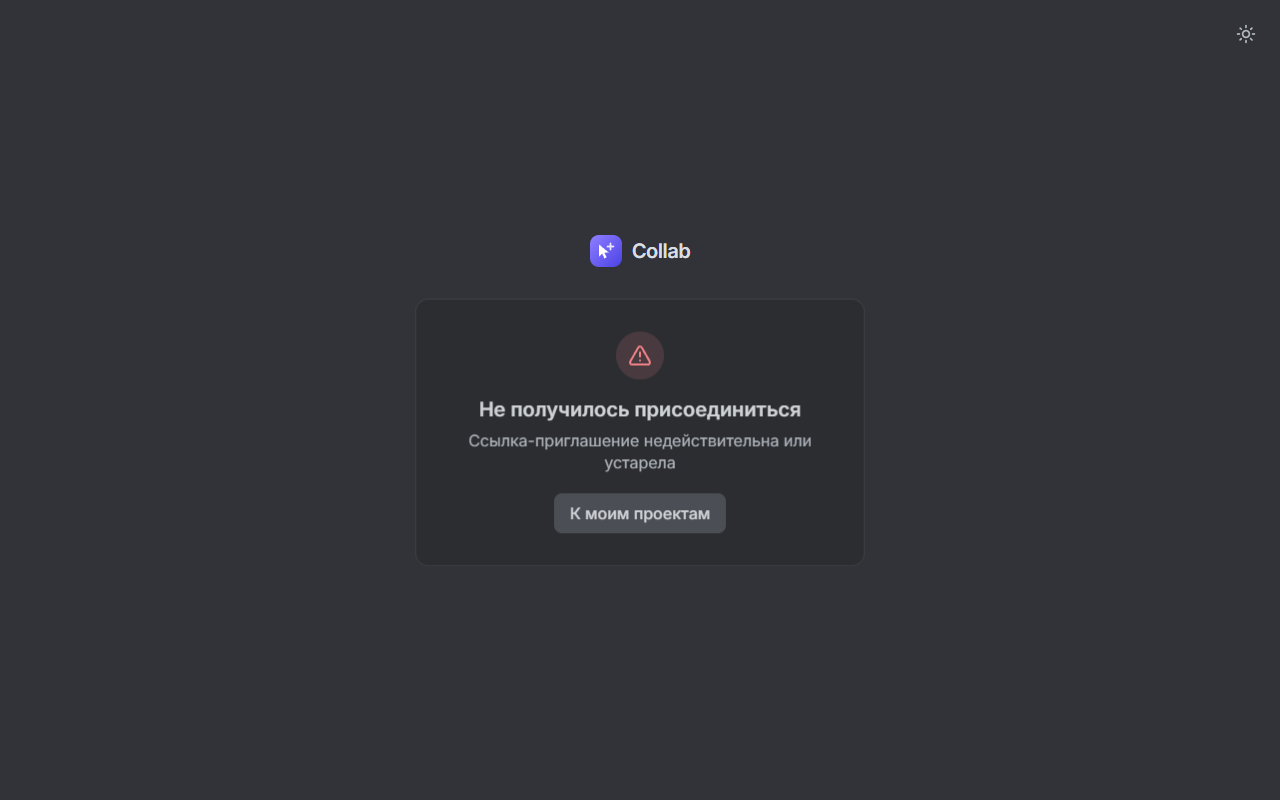 Collab
Не получилось присоединиться
Ссылка-приглашение недействительна или
устарела
К моим проектам